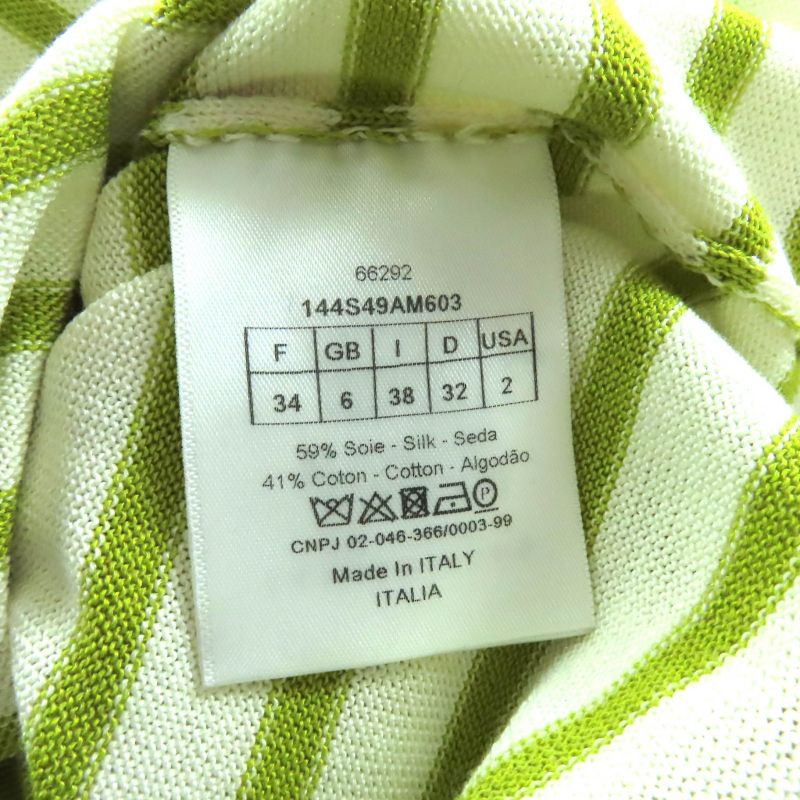 66292
144S49AM603
F GB I D USA
34 6 38 32 2
59% Soie - Silk - Seda
41% Coton - Cotton - Algodão
P
CNPJ 02-046-366/0003-99
Made In ITALY
ITALIA